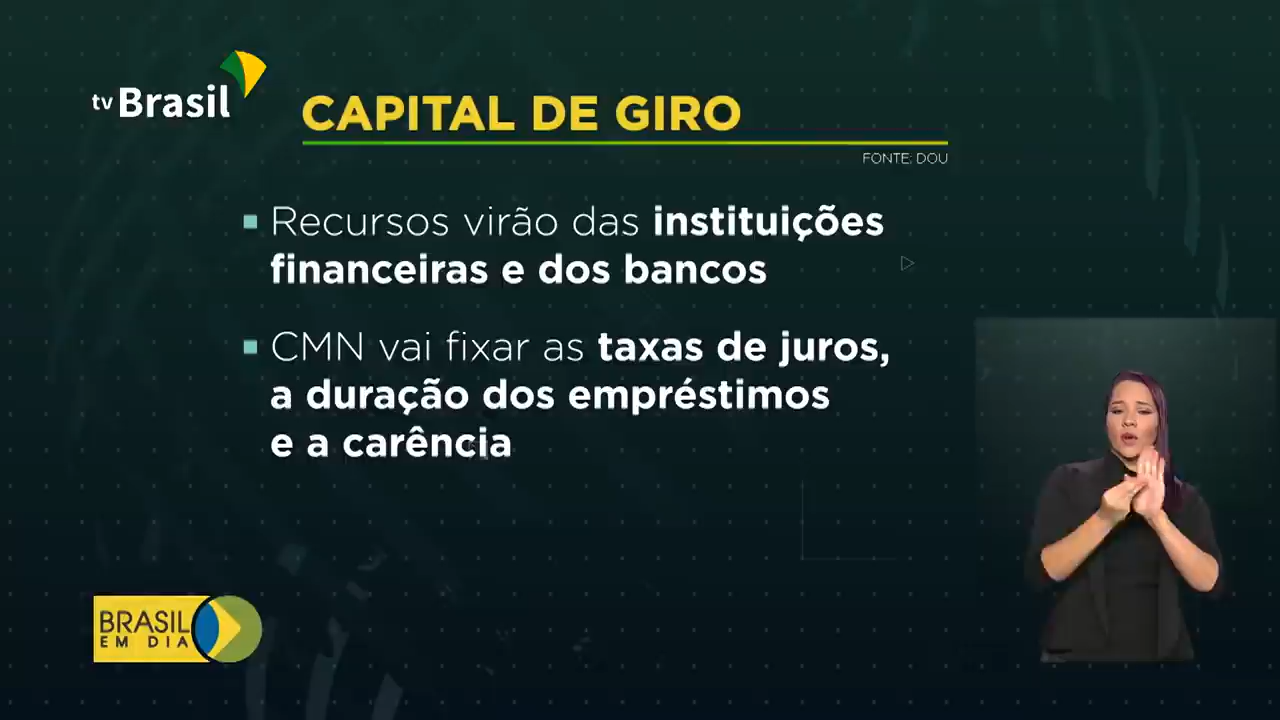 tv Brasil
CAPITAL DE GIRO
FONTE: DOU
Recursos virão das instituições
financeiras e dos bancos
CMN vai fixar as taxas de juros,
a duração dos empréstimos
e a carência
BRASIL
EM DIA